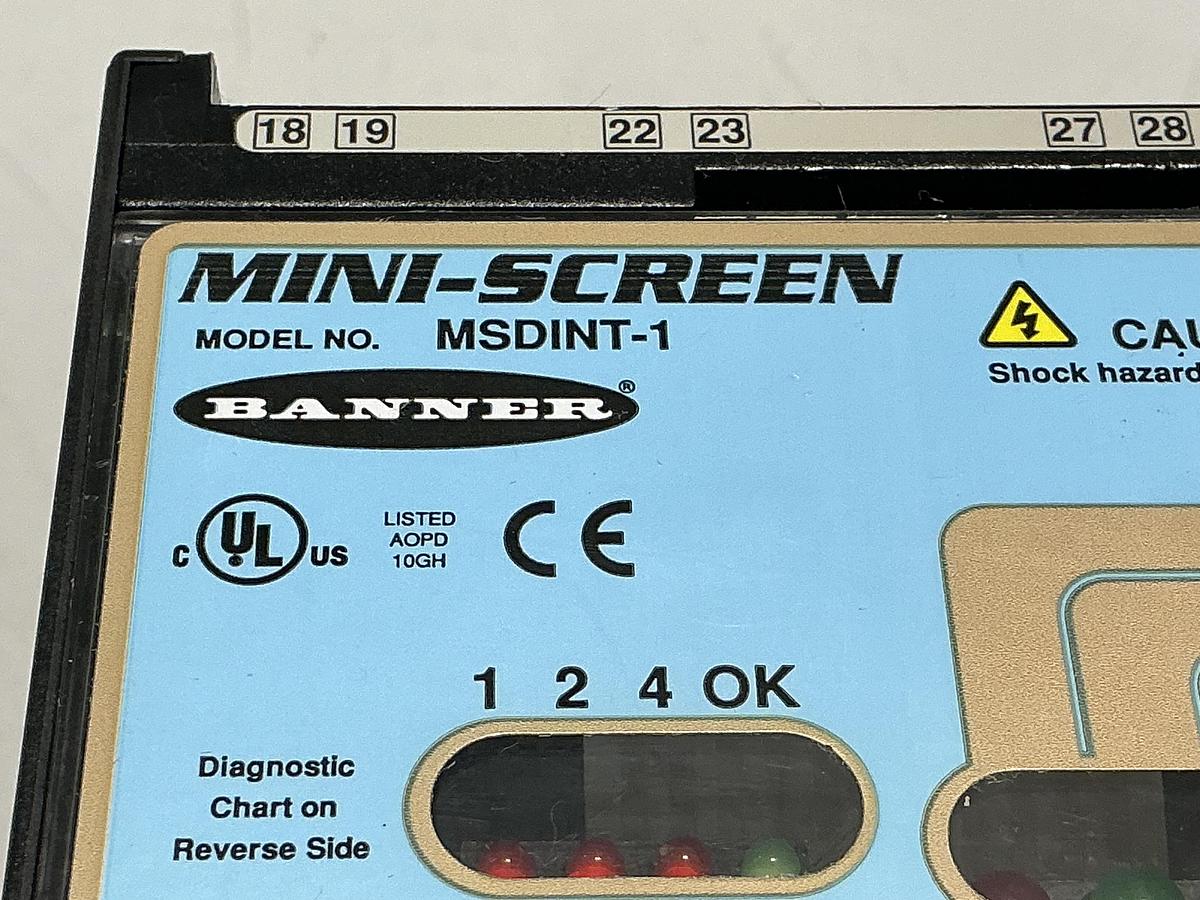 18 19 22 23 27 28
MINI-SCREEN
MODEL NO. MSDINT-1
BANNER®
Shock hazard
C UL® US
LISTED
AOPD
10GH
CE
1 2 4 OK
Diagnostic
Chart on
Reverse Side